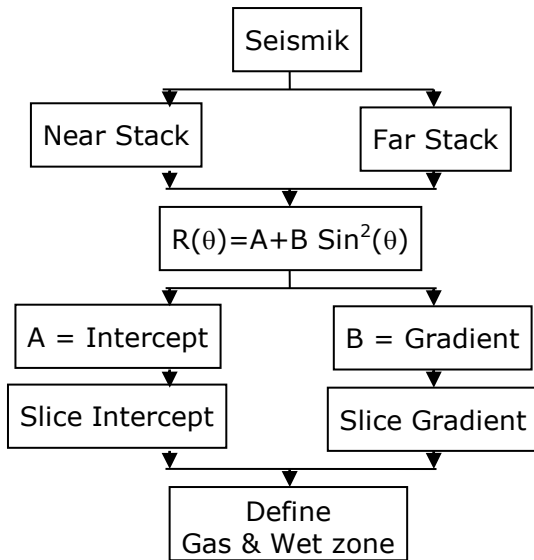 Seismik
Near Stack
Far Stack
R(θ)=A+B Sin²(θ)
A = Intercept
B = Gradient
Slice Intercept
Slice Gradient
Define
Gas & Wet zone